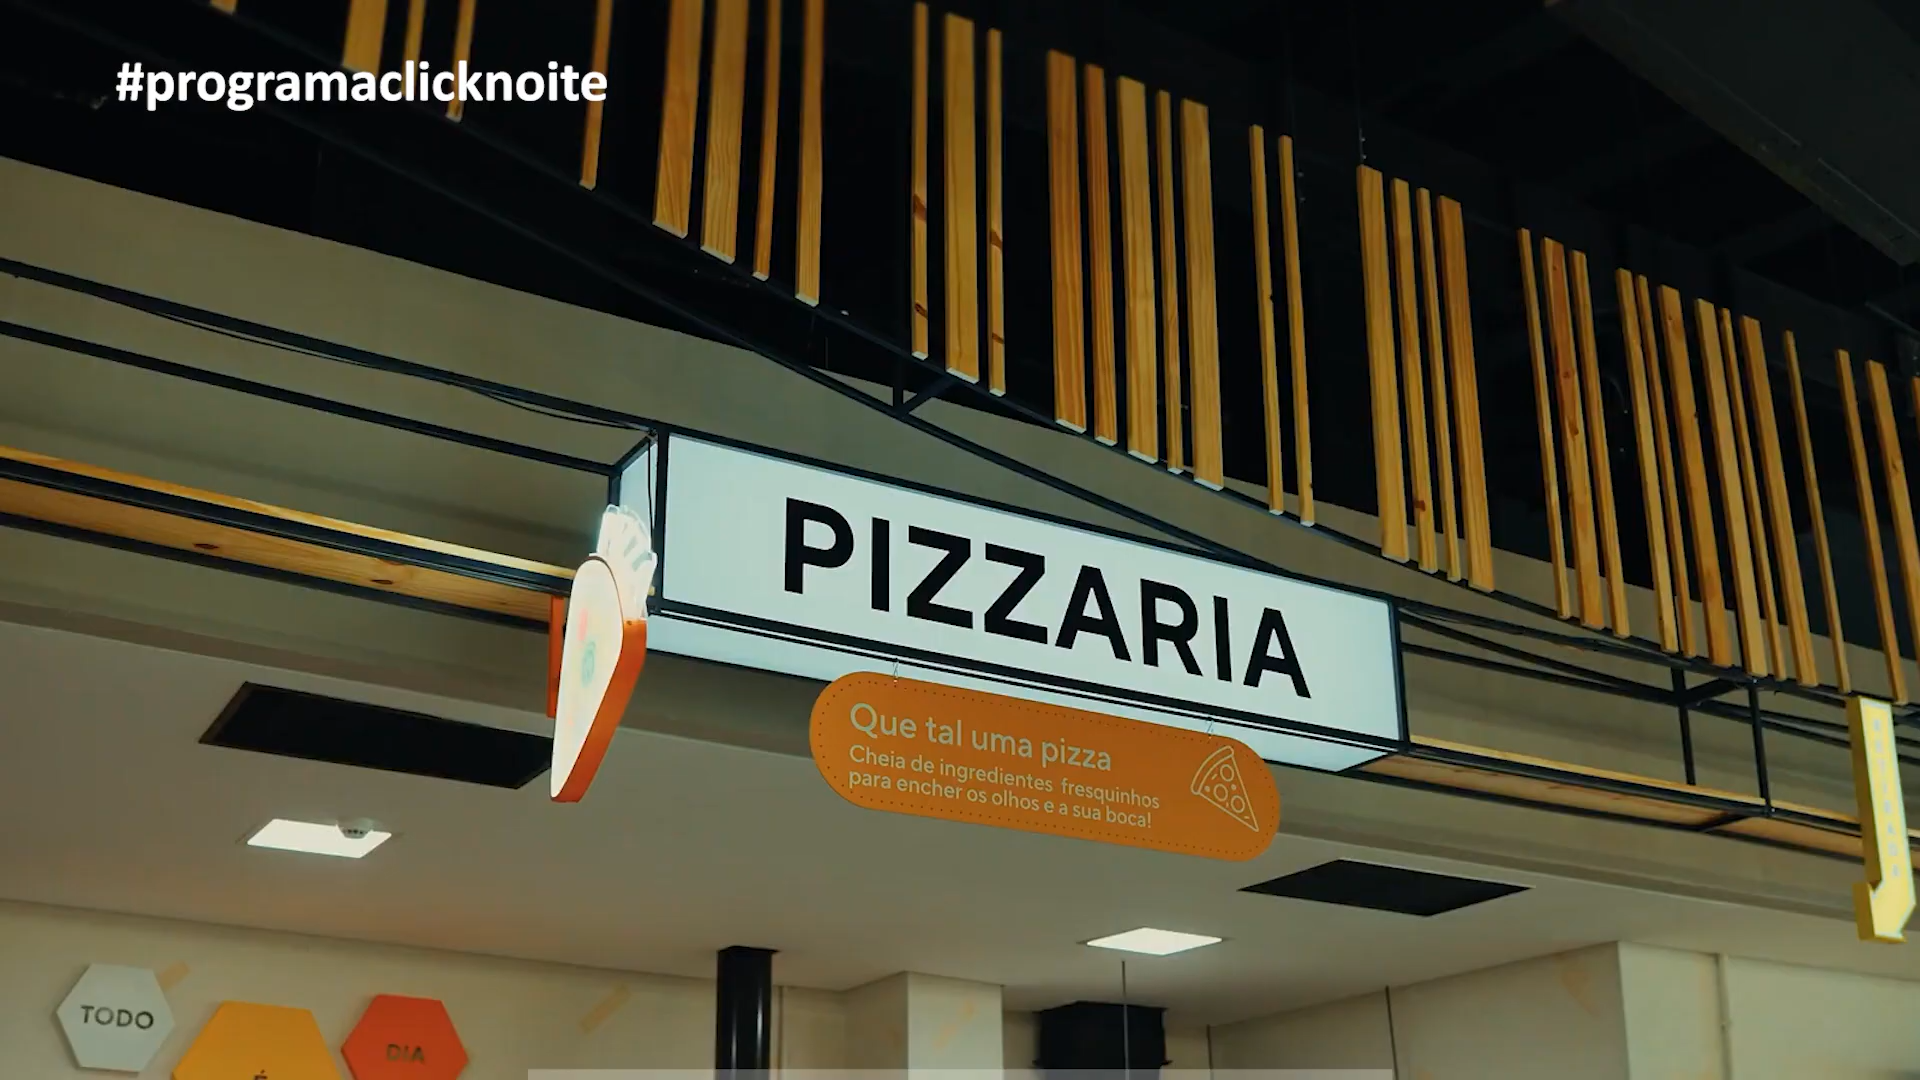 #programaclicknoite
PIZZARIA
Que tal uma pizza
Cheia de ingredientes fresquinhos
para encher os olhos e a sua boca!
TODO
É
DIA